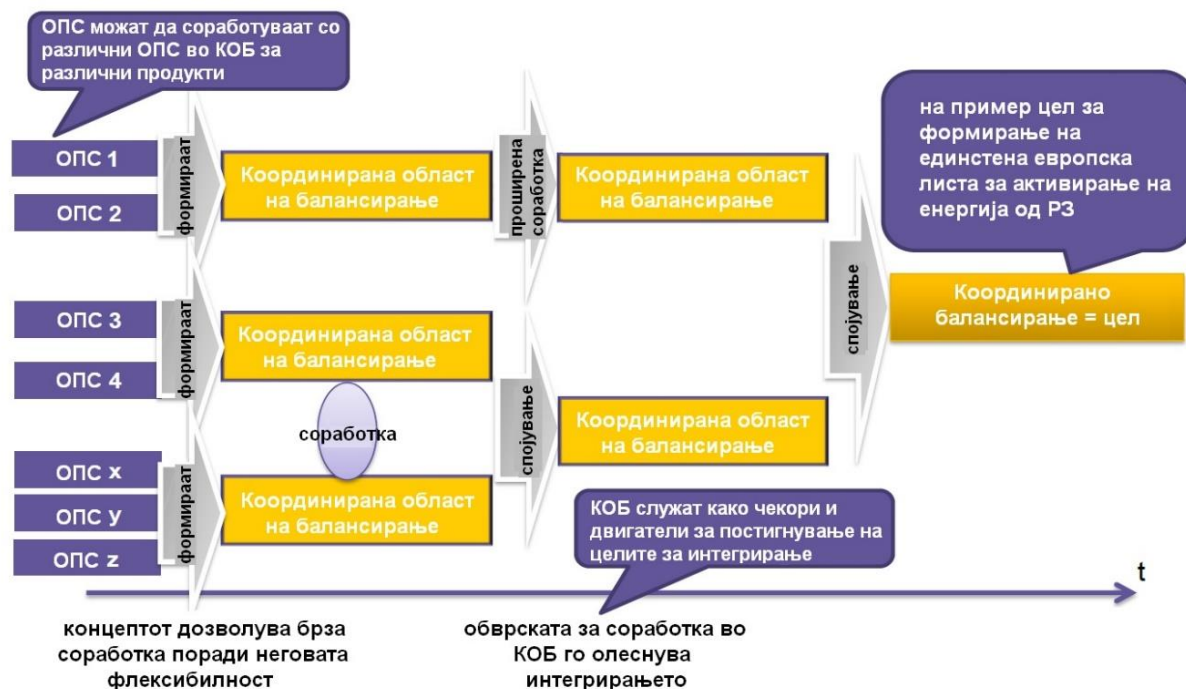 ОПС можат да соработуваат со
различни ОПС во КОБ за
различни продукти
на пример цел за
формирање на
единстена европска
листа за активирање на
енергија од РЗ
ОПС 1
ОПС 2
формираат
Координирана област
на балансирање
проширена
соработка
Координирана област
на балансирање
спојување
Координирано
балансирање = цел
ОПС 3
ОПС 4
формираат
Координирана област
на балансирање
соработка
спојување
Координирана област
на балансирање
ОПС x
ОПС y
ОПС z
формираат
Координирана област
на балансирање
КОБ служат како чекори и
двигатели за постигнување на
целите за интегрирање
t
концептот дозволува брза
соработка поради неговата
флексибилност
обврската за соработка во
КОБ го олеснува
интегрирањето